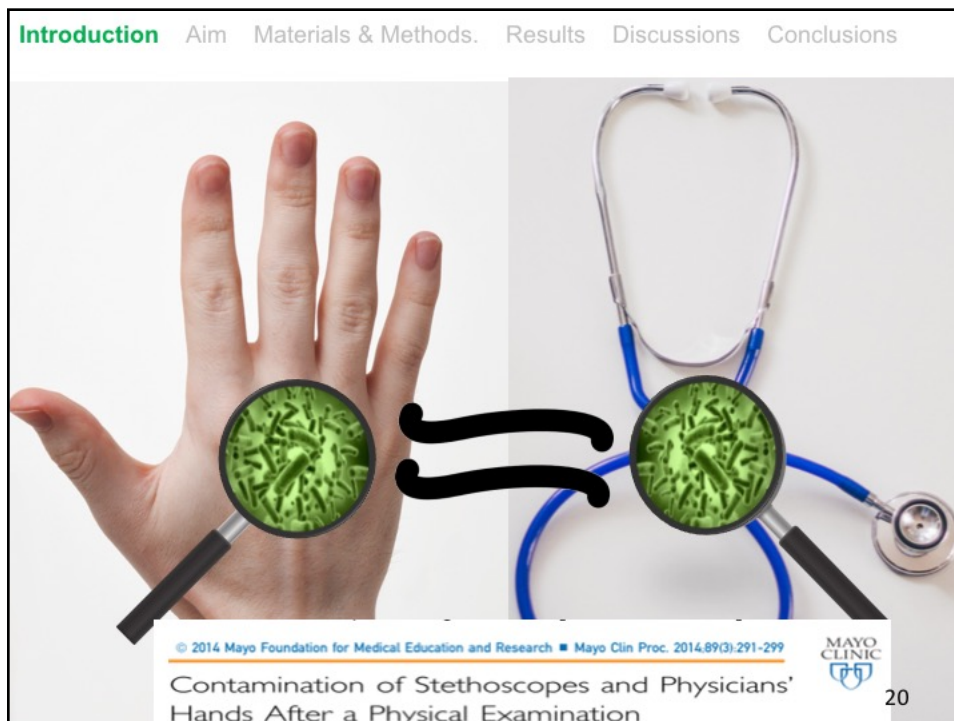 Introduction Aim Materials & Methods. Results Discussions Conclusions
© 2014 Mayo Foundation for Medical Education and Research ■ Mayo Clin Proc. 2014;89(3):291-299
MAYO
CLINIC
Contamination of Stethoscopes and Physicians'
Hands After a Physical Examination
20